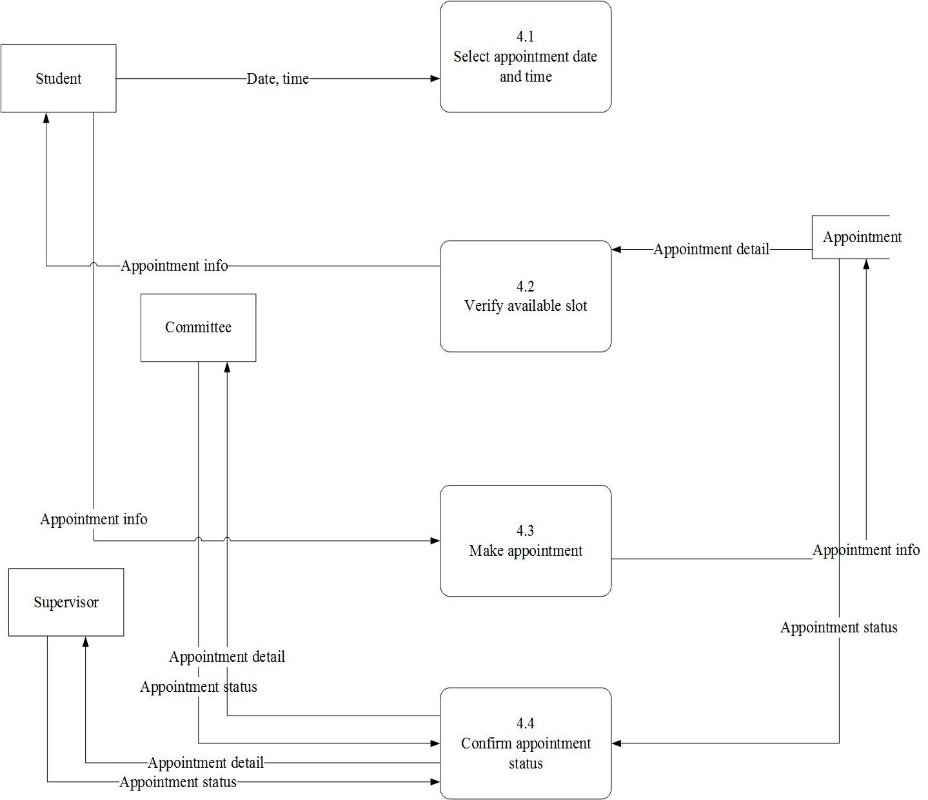 4.1
Select appointment date
and time
Student
Date, time
Appointment
Appointment detail
Appointment info
4.2
Verify available slot
Committee
Appointment info
4.3
Make appointment
Appointment info
Supervisor
Appointment status
Appointment detail
Appointment status
4.4
Confirm appointment
status
Appointment detail
Appointment status